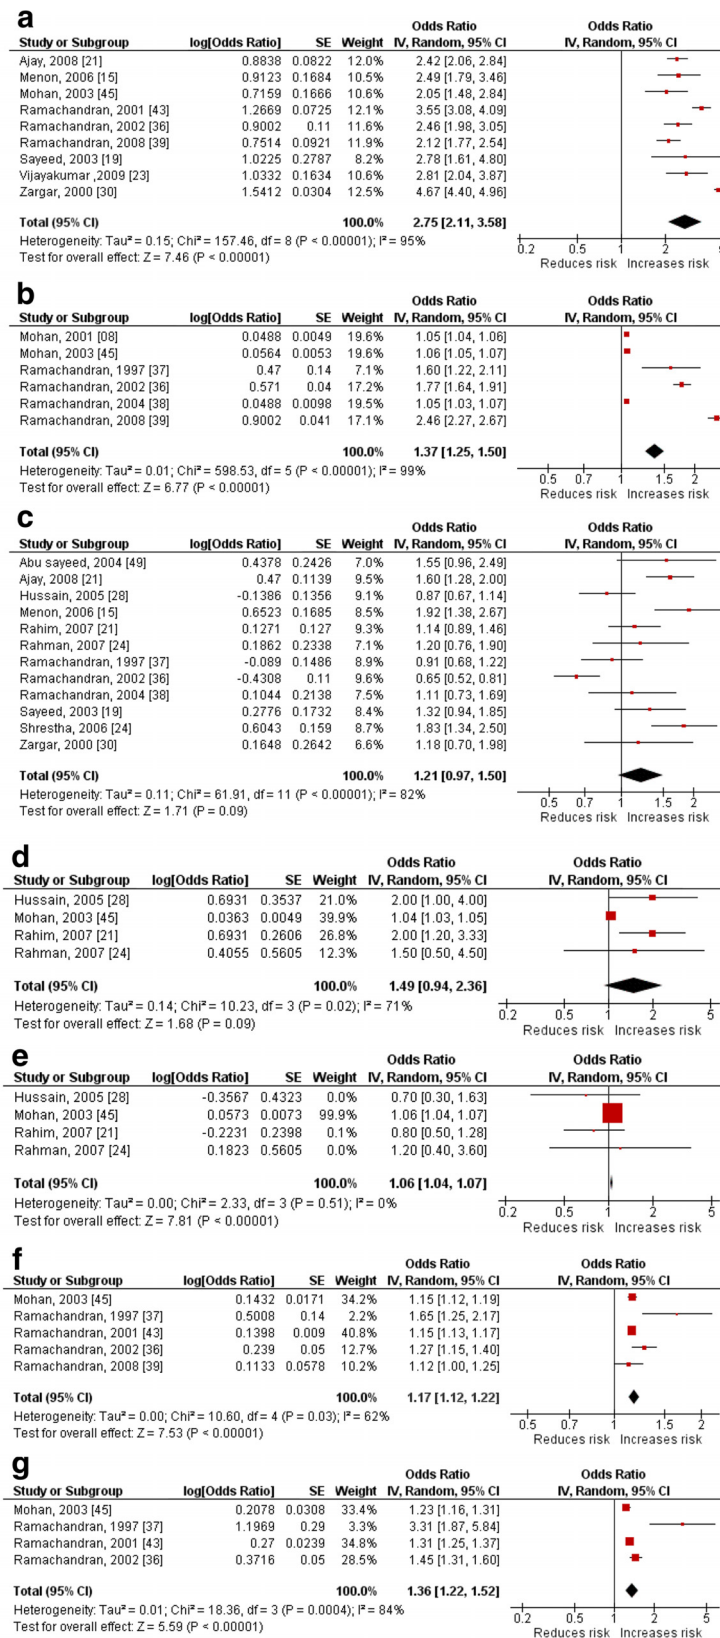 a
Odds Ratio Odds Ratio
Study or Subgroup log[Odds Ratio] SE Weight IV, Random, 95% CI IV, Random, 95% CI
Ajay, 2008 [21] 0.8838 0.0822 12.0% 2.42 [2.06, 2.84]
Menon, 2006 [15] 0.9123 0.1684 10.5% 2.49 [1.79, 3.46]
Mohan, 2003 [45] 0.7159 0.1666 10.6% 2.05 [1.48, 2.84]
Ramachandran, 2001 [43] 1.2669 0.0725 12.1% 3.55 [3.08, 4.09]
Ramachandran, 2002 [36] 0.9002 0.11 11.6% 2.46 [1.98, 3.05]
Ramachandran, 2008 [39] 0.7514 0.0921 11.9% 2.12 [1.77, 2.54]
Sayeed, 2003 [19] 1.0225 0.2787 8.2% 2.78 [1.61, 4.80]
Vijayakumar ,2009 [23] 1.0332 0.1634 10.6% 2.81 [2.04, 3.87]
Zargar, 2000 [30] 1.5412 0.0304 12.5% 4.67 [4.40, 4.96]
Total (95% CI) 100.0% 2.75 [2.11, 3.58]
Heterogeneity: Tau² = 0.15; Chi² = 157.46, df = 8 (P < 0.00001); I² = 95%
Test for overall effect: Z = 7.46 (P < 0.00001)
0.2 0.5 1 2 5
Reduces risk Increases risk
b
Odds Ratio Odds Ratio
Study or Subgroup log[Odds Ratio] SE Weight IV, Random, 95% CI IV, Random, 95% CI
Mohan, 2001 [08] 0.0488 0.0049 19.6% 1.05 [1.04, 1.06]
Mohan, 2003 [45] 0.0564 0.0053 19.6% 1.06 [1.05, 1.07]
Ramachandran, 1997 [37] 0.47 0.14 7.1% 1.60 [1.22, 2.11]
Ramachandran, 2002 [36] 0.571 0.04 17.2% 1.77 [1.64, 1.91]
Ramachandran, 2004 [38] 0.0488 0.0098 19.5% 1.05 [1.03, 1.07]
Ramachandran, 2008 [39] 0.9002 0.041 17.1% 2.46 [2.27, 2.67]
Total (95% CI) 100.0% 1.37 [1.25, 1.50]
Heterogeneity: Tau² = 0.01; Chi² = 598.53, df = 5 (P < 0.00001); I² = 99%
Test for overall effect: Z = 6.77 (P < 0.00001)
0.5 0.7 1 1.5 2
Reduces risk Increases risk
c
Odds Ratio Odds Ratio
Study or Subgroup log[Odds Ratio] SE Weight IV, Random, 95% CI IV, Random, 95% CI
Abu sayeed, 2004 [49] 0.4378 0.2426 7.0% 1.55 [0.96, 2.49]
Ajay, 2008 [21] 0.47 0.1139 9.5% 1.60 [1.28, 2.00]
Hussain, 2005 [28] -0.1386 0.1356 9.1% 0.87 [0.67, 1.14]
Menon, 2006 [15] 0.6523 0.1685 8.5% 1.92 [1.38, 2.67]
Rahim, 2007 [21] 0.1271 0.127 9.3% 1.14 [0.89, 1.46]
Rahman, 2007 [24] 0.1862 0.2338 7.1% 1.20 [0.76, 1.90]
Ramachandran, 1997 [37] -0.089 0.1486 8.9% 0.91 [0.68, 1.22]
Ramachandran, 2002 [36] -0.4308 0.11 9.6% 0.65 [0.52, 0.81]
Ramachandran, 2004 [38] 0.1044 0.2138 7.5% 1.11 [0.73, 1.69]
Sayeed, 2003 [19] 0.2776 0.1732 8.4% 1.32 [0.94, 1.85]
Shrestha, 2006 [24] 0.6043 0.159 8.7% 1.83 [1.34, 2.50]
Zargar, 2000 [30] 0.1648 0.2642 6.6% 1.18 [0.70, 1.98]
Total (95% CI) 100.0% 1.21 [0.97, 1.50]
Heterogeneity: Tau² = 0.11; Chi² = 61.91, df = 11 (P < 0.00001); I² = 82%
Test for overall effect: Z = 1.71 (P = 0.09)
0.5 0.7 1 1.5 2
Reduces risk Increases risk
d
Odds Ratio Odds Ratio
Study or Subgroup log[Odds Ratio] SE Weight IV, Random, 95% CI IV, Random, 95% CI
Hussain, 2005 [28] 0.6931 0.3537 21.0% 2.00 [1.00, 4.00]
Mohan, 2003 [45] 0.0363 0.0049 39.9% 1.04 [1.03, 1.05]
Rahim, 2007 [21] 0.6931 0.2606 26.8% 2.00 [1.20, 3.33]
Rahman, 2007 [24] 0.4055 0.5605 12.3% 1.50 [0.50, 4.50]
Total (95% CI) 100.0% 1.49 [0.94, 2.36]
Heterogeneity: Tau² = 0.14; Chi² = 10.23, df = 3 (P = 0.02); I² = 71%
Test for overall effect: Z = 1.68 (P = 0.09)
0.2 0.5 1 2 5
Reduces risk Increases risk
e
Odds Ratio Odds Ratio
Study or Subgroup log[Odds Ratio] SE Weight IV, Random, 95% CI IV, Random, 95% CI
Hussain, 2005 [28] -0.3567 0.4323 0.0% 0.70 [0.30, 1.63]
Mohan, 2003 [45] 0.0573 0.0073 99.9% 1.06 [1.04, 1.07]
Rahim, 2007 [21] -0.2231 0.2398 0.1% 0.80 [0.50, 1.28]
Rahman, 2007 [24] 0.1823 0.5605 0.0% 1.20 [0.40, 3.60]
Total (95% CI) 100.0% 1.06 [1.04, 1.07]
Heterogeneity: Tau² = 0.00; Chi² = 2.33, df = 3 (P = 0.51); I² = 0%
Test for overall effect: Z = 7.81 (P < 0.00001)
0.2 0.5 1 2 5
Reduces risk Increases risk
f
Odds Ratio Odds Ratio
Study or Subgroup log[Odds Ratio] SE Weight IV, Random, 95% CI IV, Random, 95% CI
Mohan, 2003 [45] 0.1432 0.0171 34.2% 1.15 [1.12, 1.19]
Ramachandran, 1997 [37] 0.5008 0.14 2.2% 1.65 [1.25, 2.17]
Ramachandran, 2001 [43] 0.1398 0.009 40.8% 1.15 [1.13, 1.17]
Ramachandran, 2002 [36] 0.239 0.05 12.7% 1.27 [1.15, 1.40]
Ramachandran, 2008 [39] 0.1133 0.0578 10.2% 1.12 [1.00, 1.25]
Total (95% CI) 100.0% 1.17 [1.12, 1.22]
Heterogeneity: Tau² = 0.00; Chi² = 10.60, df = 4 (P = 0.03); I² = 62%
Test for overall effect: Z = 7.53 (P < 0.00001)
0.5 0.7 1 1.5 2
Reduces risk Increases risk
g
Odds Ratio Odds Ratio
Study or Subgroup log[Odds Ratio] SE Weight IV, Random, 95% CI IV, Random, 95% CI
Mohan, 2003 [45] 0.2078 0.0308 33.4% 1.23 [1.16, 1.31]
Ramachandran, 1997 [37] 1.1969 0.29 3.3% 3.31 [1.87, 5.84]
Ramachandran, 2001 [43] 0.27 0.0239 34.8% 1.31 [1.25, 1.37]
Ramachandran, 2002 [36] 0.3716 0.05 28.5% 1.45 [1.31, 1.60]
Total (95% CI) 100.0% 1.36 [1.22, 1.52]
Heterogeneity: Tau² = 0.01; Chi² = 18.36, df = 3 (P = 0.0004); I² = 84%
Test for overall effect: Z = 5.59 (P < 0.00001)
0.2 0.5 1 2 5
Reduces risk Increases risk